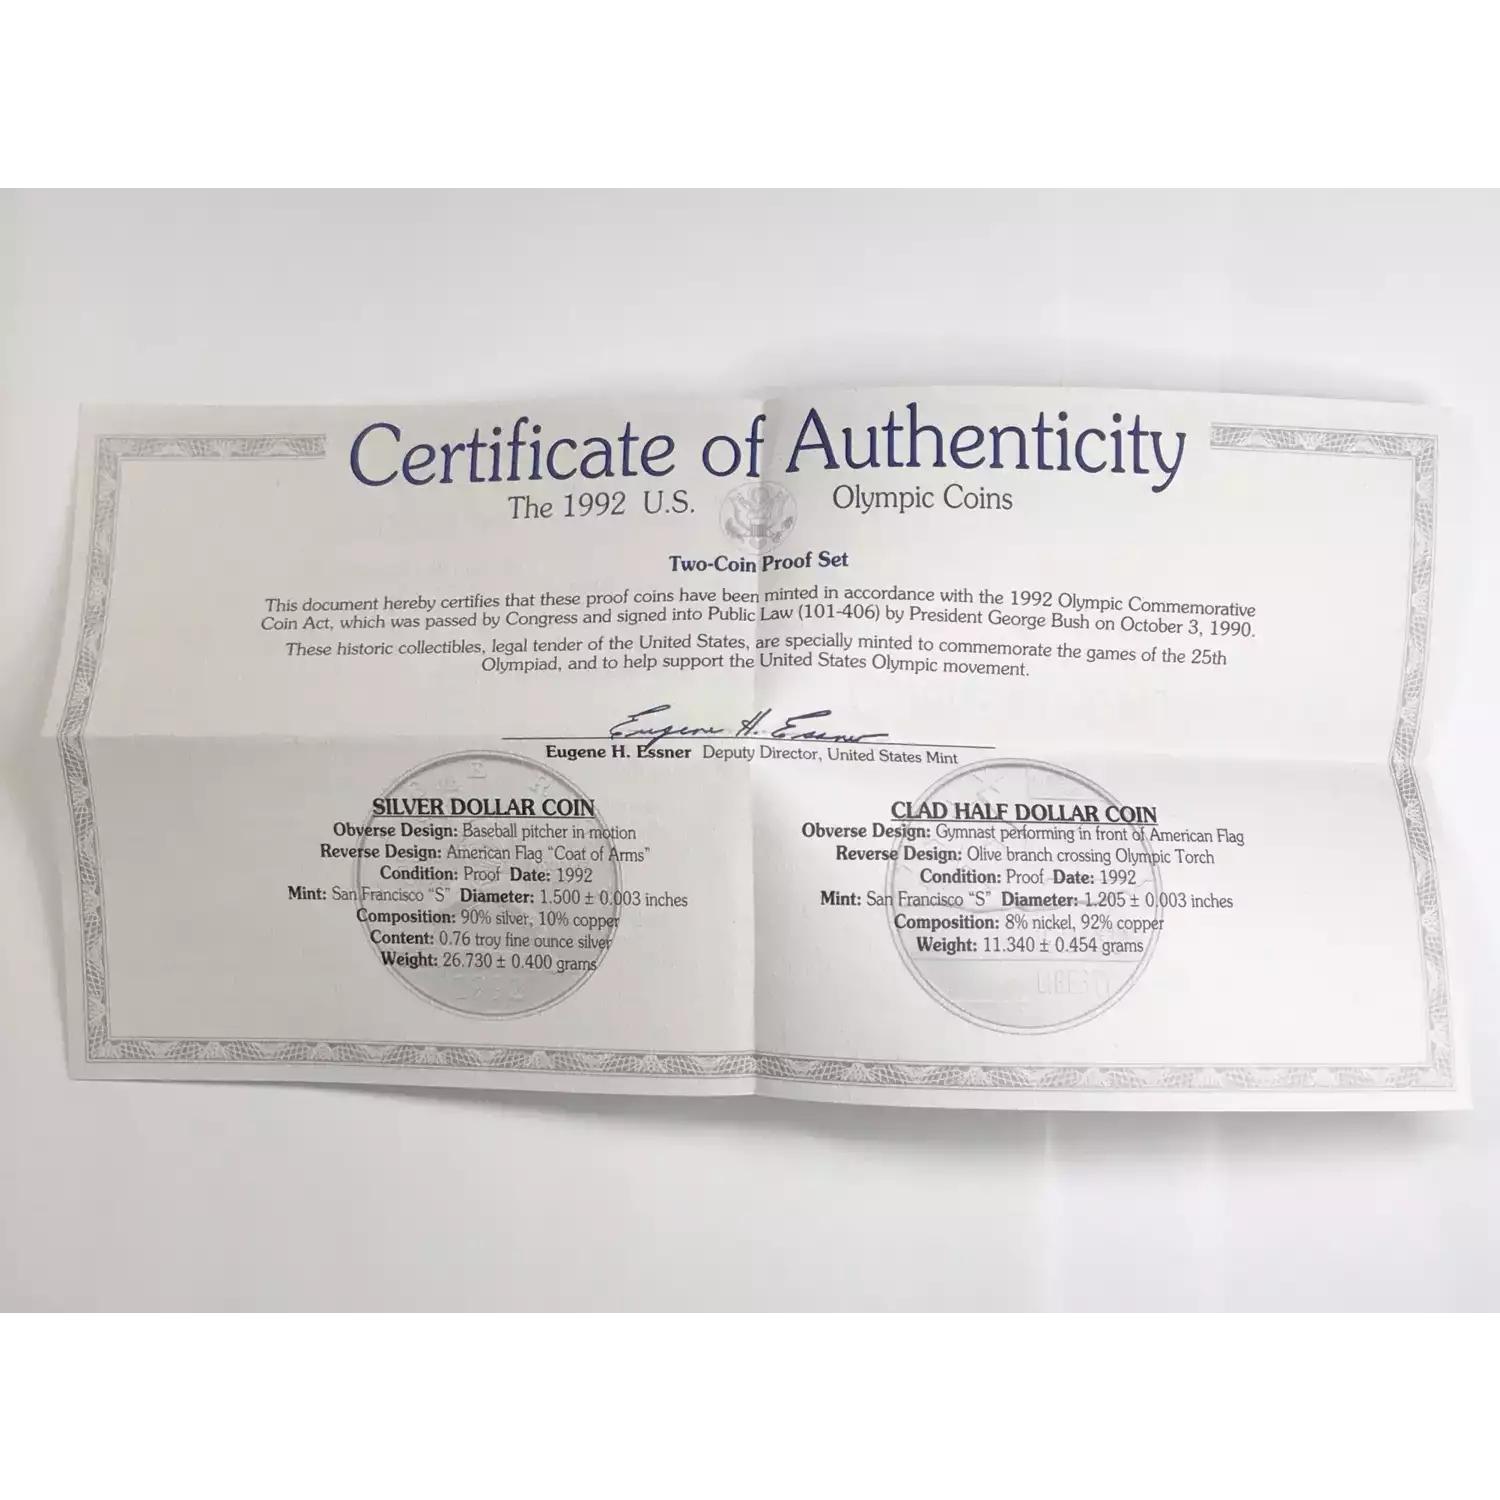 Certificate of Authenticity
The 1992 U.S. Olympic Coins
Two-Coin Proof Set
This document hereby certifies that these proof coins have been minted in accordance with the 1992 Olympic Commemorative
Coin Act, which was passed by Congress and signed into Public Law (101-406) by President George Bush on October 3, 1990.
These historic collectibles, legal tender of the United States, are specially minted to commemorate the games of the 25th
Olympiad, and to help support the United States Olympic movement.
Eugene H. Essner
Eugene H. Essner Deputy Director, United States Mint
SILVER DOLLAR COIN
Obverse Design: Baseball pitcher in motion
Reverse Design: American Flag "Coat of Arms"
Condition: Proof Date: 1992
Mint: San Francisco "S" Diameter: 1.500 ± 0.003 inches
Composition: 90% silver, 10% copper
Content: 0.76 troy fine ounce silver
Weight: 26.730 ± 0.400 grams
1992
CLAD HALF DOLLAR COIN
Obverse Design: Gymnast performing in front of American Flag
Reverse Design: Olive branch crossing Olympic Torch
Condition: Proof Date: 1992
Mint: San Francisco "S" Diameter: 1.205 ± 0.003 inches
Composition: 8% nickel, 92% copper
Weight: 11.340 ± 0.454 grams
LIBERTY